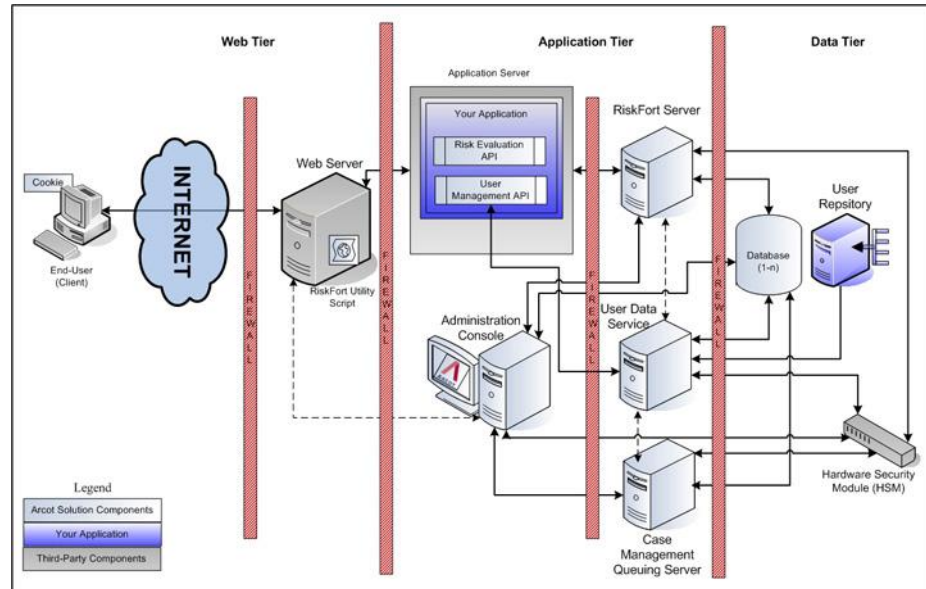 Web Tier
Application Tier
Data Tier
Application Server
Your Application
Risk Evaluation
API
User
Management API
RiskFort Server
Web Server
Cookie
INTERNET
End-User
(Client)
RiskFort Utility
Script
FIREWALL
FIREWALL
FIREWALL
FIREWALL
User
Repsitory
Database
(1-n)
Administration
Console
ARCOT
User Data
Service
Hardware Security
Module (HSM)
Case
Management
Queuing Server
Legend
Arcot Solution Components
Your Application
Third-Party Components